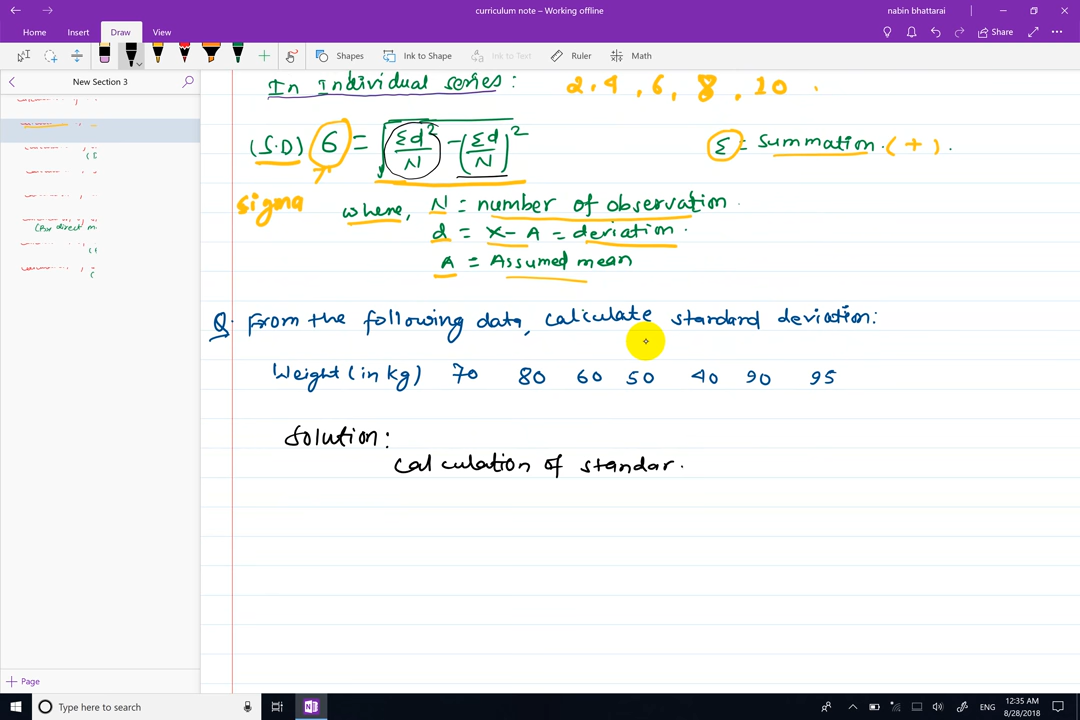 curriculum note – Working offline
nabin bhattarai
Home Insert Draw View
Share
Shapes Ink to Shape Ink to Text Ruler Math
New Section 3
In Individual series: 2, 4, 6, 8, 10.
(S.D) σ = √Σd²/N - (Σd/N)²
Σ = Summation. (+).
sigma
where, N = number of observation.
d = X - A = deviation.
A = Assumed mean
Q. From the following data, calculate standard deviation:
Weight (in kg) 70 80 60 50 40 90 95
Solution:
calculation of standar.
(For direct m
Page
Type here to search
ENG
12:35 AM
8/28/2018